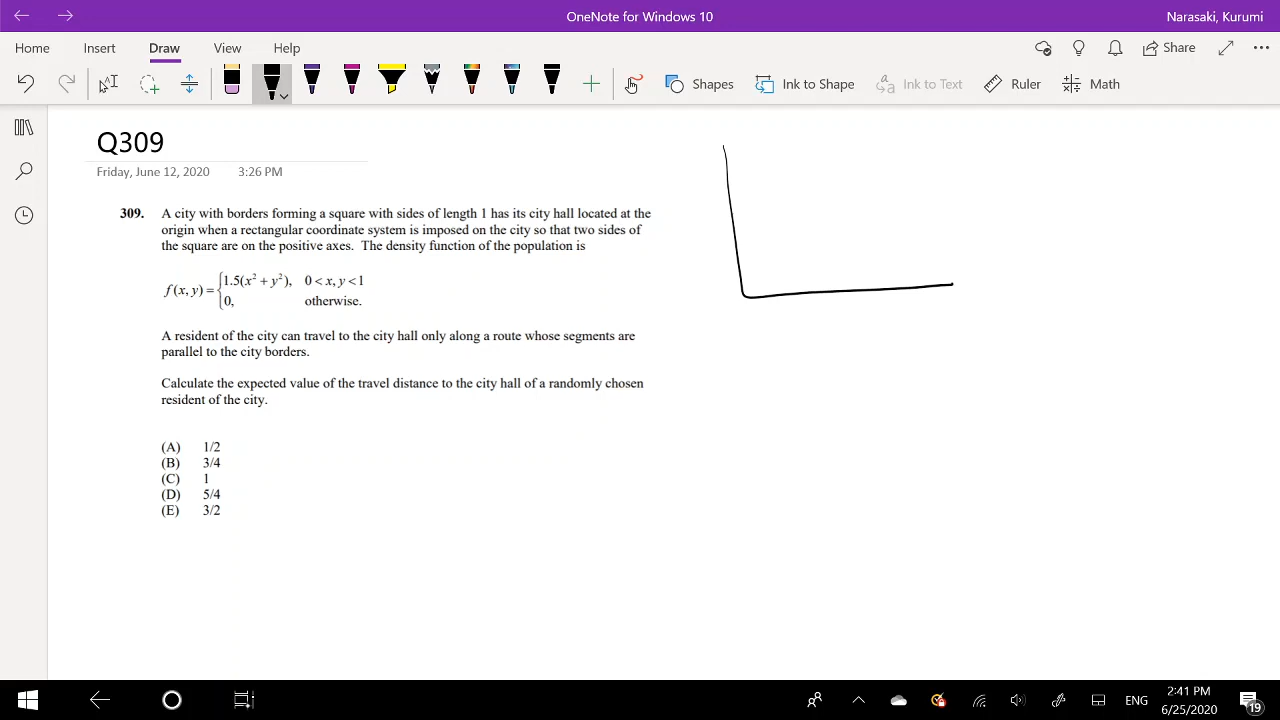 OneNote for Windows 10
Narasaki, Kurumi
Home Insert Draw View Help
Share
Shapes Ink to Shape Ink to Text Ruler Math
Q309
Friday, June 12, 2020 3:26 PM
309. A city with borders forming a square with sides of length 1 has its city hall located at the
origin when a rectangular coordinate system is imposed on the city so that two sides of
the square are on the positive axes. The density function of the population is
f(x, y) = {1.5(x² + y²), 0 < x, y < 1
0, otherwise.
A resident of the city can travel to the city hall only along a route whose segments are
parallel to the city borders.
Calculate the expected value of the travel distance to the city hall of a randomly chosen
resident of the city.
(A) 1/2
(B) 3/4
(C) 1
(D) 5/4
(E) 3/2
ENG
2:41 PM
6/25/2020
19